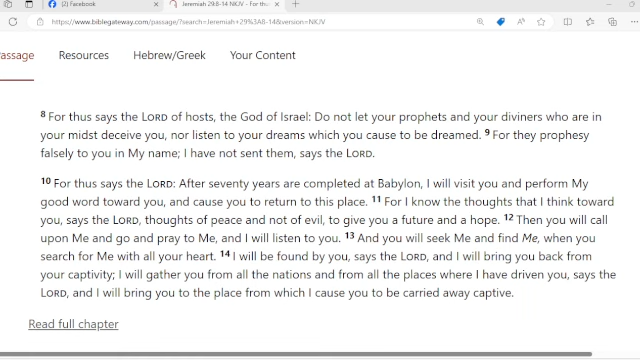 (2) Facebook
Jeremiah 29:8-14 NKJV - For thu
https://www.biblegateway.com/passage/?search=Jeremiah+29%3A8-14&version=NKJV
assage Resources Hebrew/Greek Your Content
8 For thus says the LORD of hosts, the God of Israel: Do not let your prophets and your diviners who are in
your midst deceive you, nor listen to your dreams which you cause to be dreamed. 9 For they prophesy
falsely to you in My name; I have not sent them, says the LORD.
10 For thus says the LORD: After seventy years are completed at Babylon, I will visit you and perform My
good word toward you, and cause you to return to this place. 11 For I know the thoughts that I think toward
you, says the LORD, thoughts of peace and not of evil, to give you a future and a hope. 12 Then you will call
upon Me and go and pray to Me, and I will listen to you. 13 And you will seek Me and find Me, when you
search for Me with all your heart. 14 I will be found by you, says the LORD, and I will bring you back from
your captivity; I will gather you from all the nations and from all the places where I have driven you, says the
LORD, and I will bring you to the place from which I cause you to be carried away captive.
Read full chapter